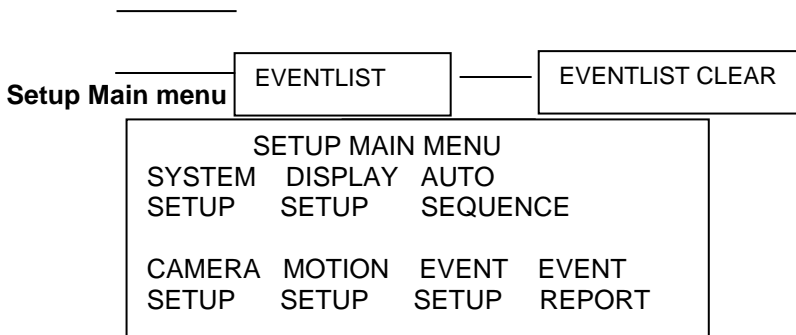 EVENTLIST
EVENTLIST CLEAR
Setup Main menu
SETUP MAIN MENU
SYSTEM DISPLAY AUTO
SETUP SETUP SEQUENCE
CAMERA MOTION EVENT EVENT
SETUP SETUP SETUP REPORT